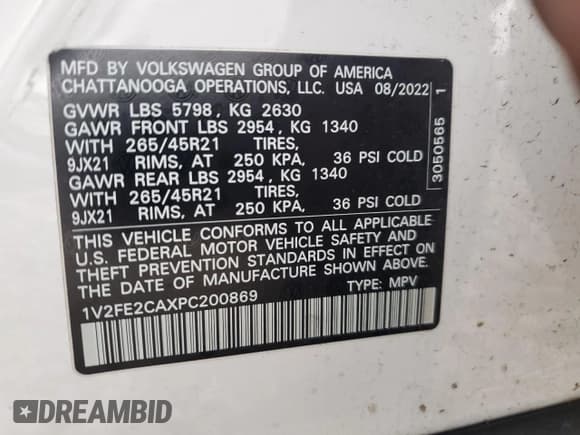 MFD BY VOLKSWAGEN GROUP OF AMERICA
CHATTANOOGA OPERATIONS, LLC. USA 08/2022
GVWR LBS 5798, KG 2630
GAWR FRONT LBS 2954, KG 1340
WITH 265/45R21 TIRES,
9JX21 RIMS, AT 250 KPA, 36 PSI COLD
GAWR REAR LBS 2954, KG 1340
WITH 265/45R21 TIRES,
9JX21 RIMS, AT 250 KPA, 36 PSI COLD
THIS VEHICLE CONFORMS TO ALL APPLICABLE
U.S. FEDERAL MOTOR VEHICLE SAFETY AND
THEFT PREVENTION STANDARDS IN EFFECT ON
THE DATE OF MANUFACTURE SHOWN ABOVE.
1V2FE2CAXPC200869 TYPE: MPV
3050565 1
DREAMBID